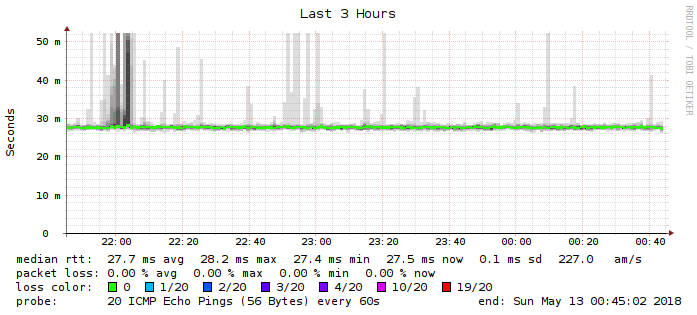 Last 3 Hours
RRDTOOL / TOBI OETIKER
Seconds
50 m
40 m
30 m
20 m
10 m
0
22:00 22:20 22:40 23:00 23:20 23:40 00:00 00:20 00:40
median rtt: 27.7 ms avg 28.2 ms max 27.4 ms min 27.5 ms now 0.1 ms sd 227.0 am/s
packet loss: 0.00 % avg 0.00 % max 0.00 % min 0.00 % now
loss color: 0 1/20 2/20 3/20 4/20 10/20 19/20
probe: 20 ICMP Echo Pings (56 Bytes) every 60s end: Sun May 13 00:45:02 2018